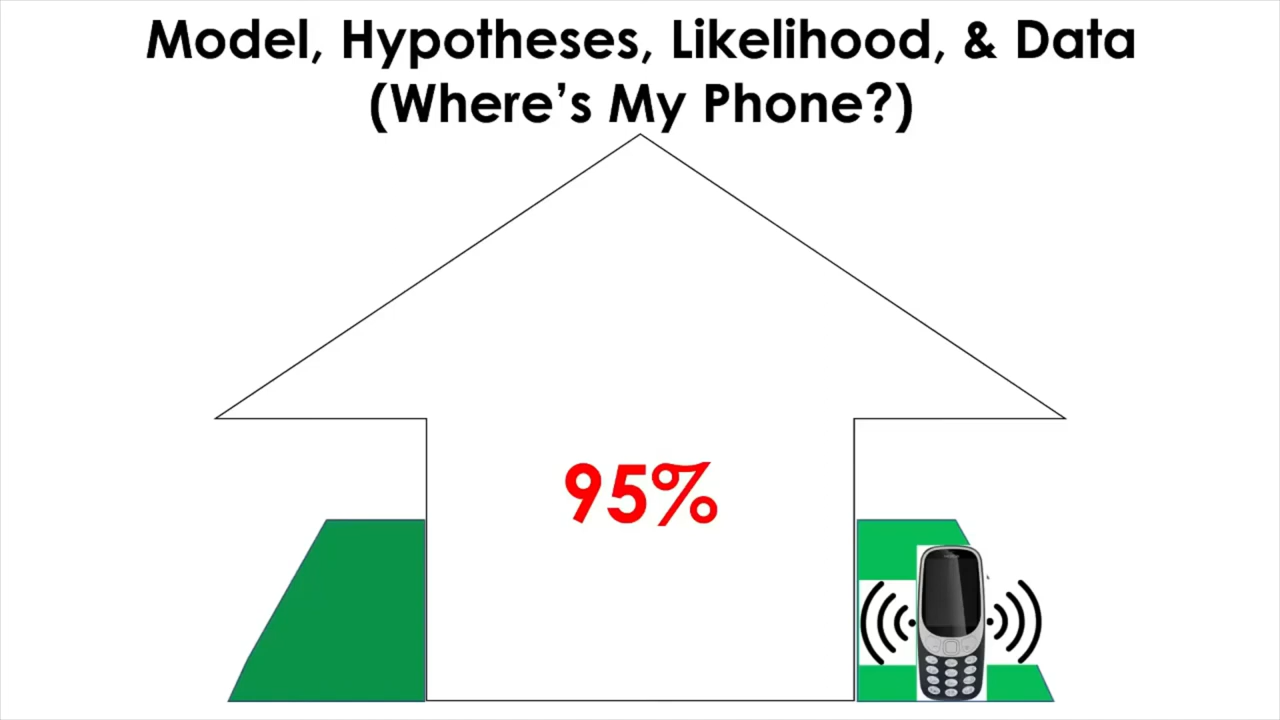 Model, Hypotheses, Likelihood, & Data
(Where’s My Phone?)
95%